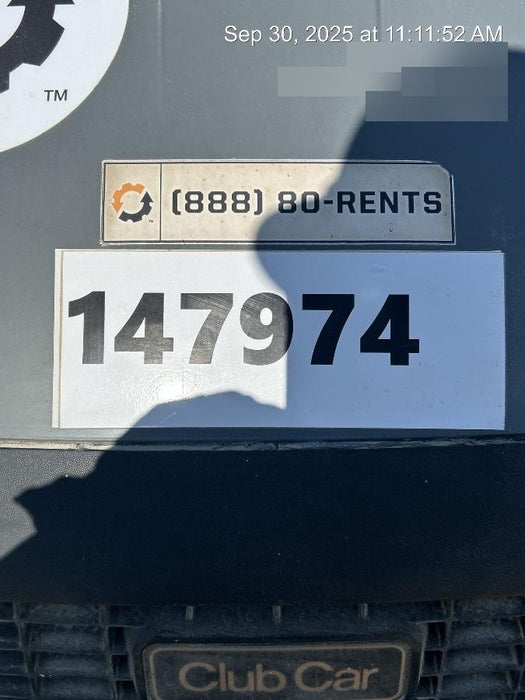 Sep 30, 2025 at 11:11:52 AM
TM
(888) 80-RENTS
147974
Club Car